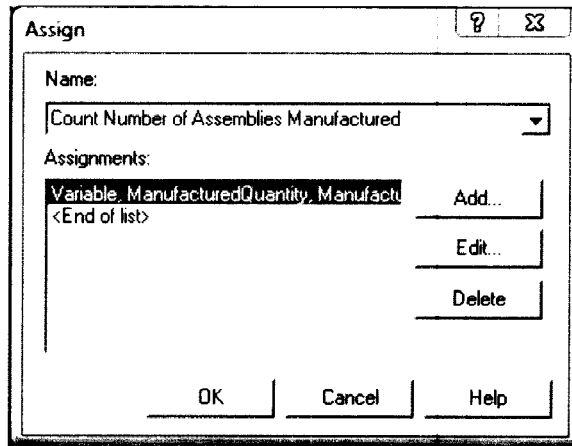 Assign
Name:
Count Number of Assemblies Manufactured
Assignments:
Variable, ManufacturedQuantity, Manufactu
<End of list>
Add...
Edit...
Delete
OK Cancel Help